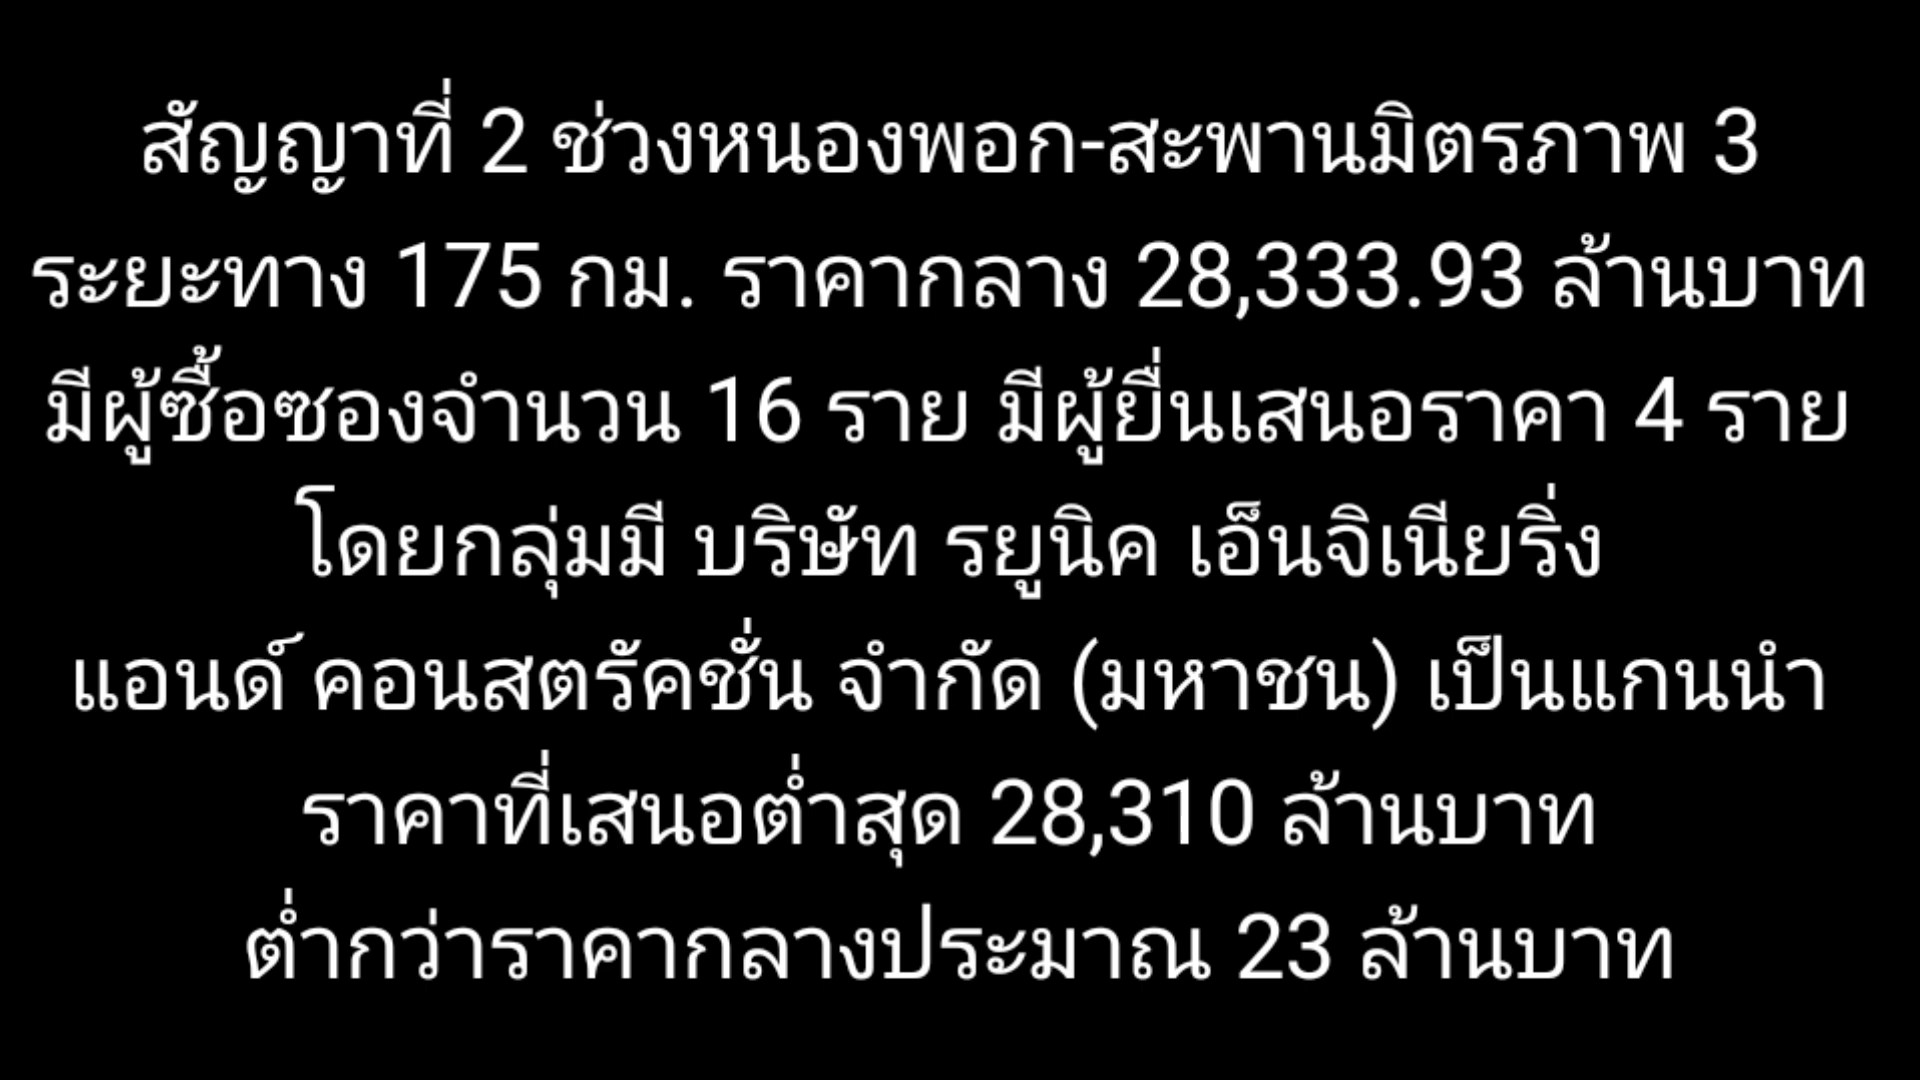 สัญญาที่ 2 ช่วงหนองพอก-สะพานมิตรภาพ 3
ระยะทาง 175 กม. ราคากลาง 28,333.93 ล้านบาท
มีผู้ซื้อซองจำนวน 16 ราย มีผู้ยื่นเสนอราคา 4 ราย
โดยกลุ่มมี บริษัท รยูนิค เอ็นจิเนียริ่ง
แอนด์ คอนสตรัคชั่น จำกัด (มหาชน) เป็นแกนนำ
ราคาที่เสนอต่ำสุด 28,310 ล้านบาท
ต่ำกว่าราคากลางประมาณ 23 ล้านบาท